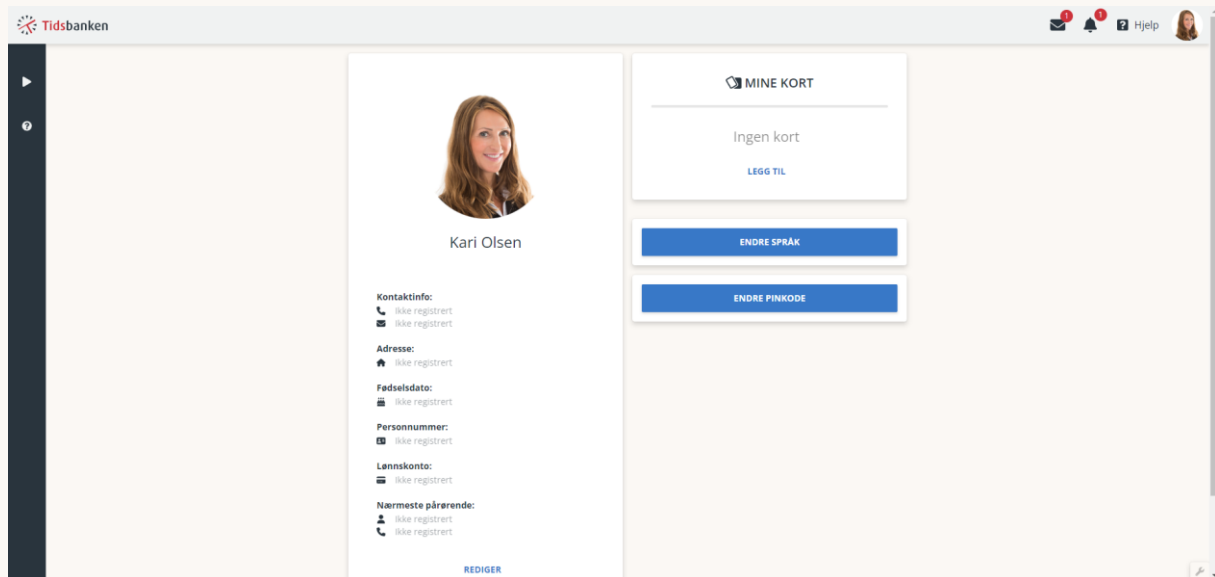 Tidsbanken
1
1
Hjelp
Kari Olsen
Kontaktinfo:
Ikke registrert
Ikke registrert
Adresse:
Ikke registrert
Fødselsdato:
Ikke registrert
Personnummer:
Ikke registrert
Lønnskonto:
Ikke registrert
Nærmeste pårørende:
Ikke registrert
Ikke registrert
REDIGER
MINE KORT
Ingen kort
LEGG TIL
ENDRE SPRÅK
ENDRE PINKODE